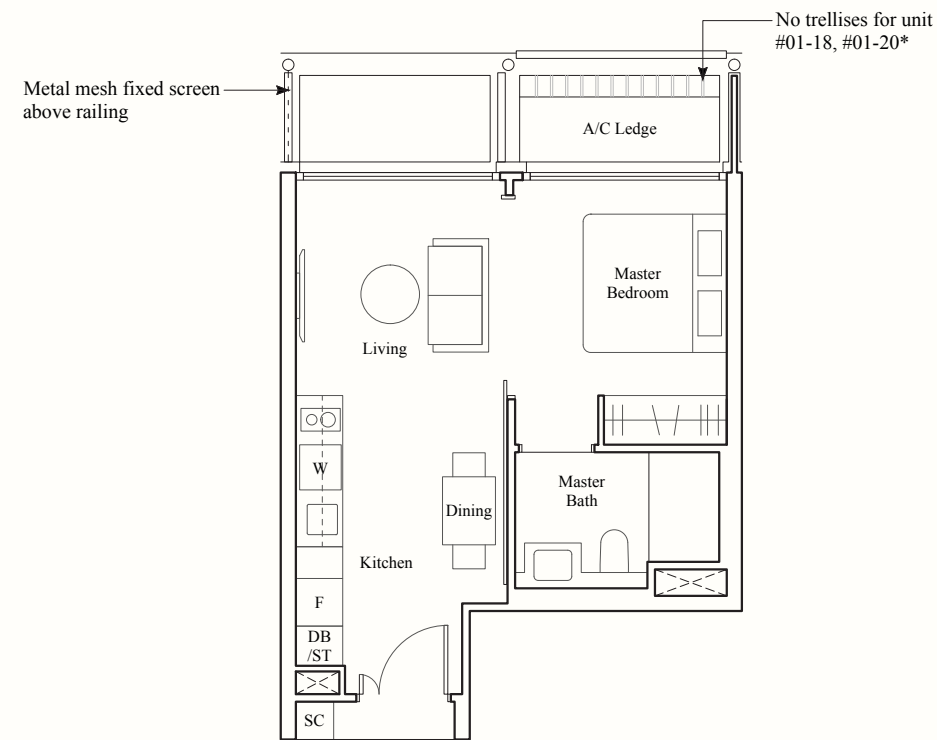 No trellises for unit
#01-18, #01-20*
Metal mesh fixed screen
above railing
A/C Ledge
Master
Bedroom
Living
W
Master
Bath
Dining
Kitchen
F
DB
/ST
SC